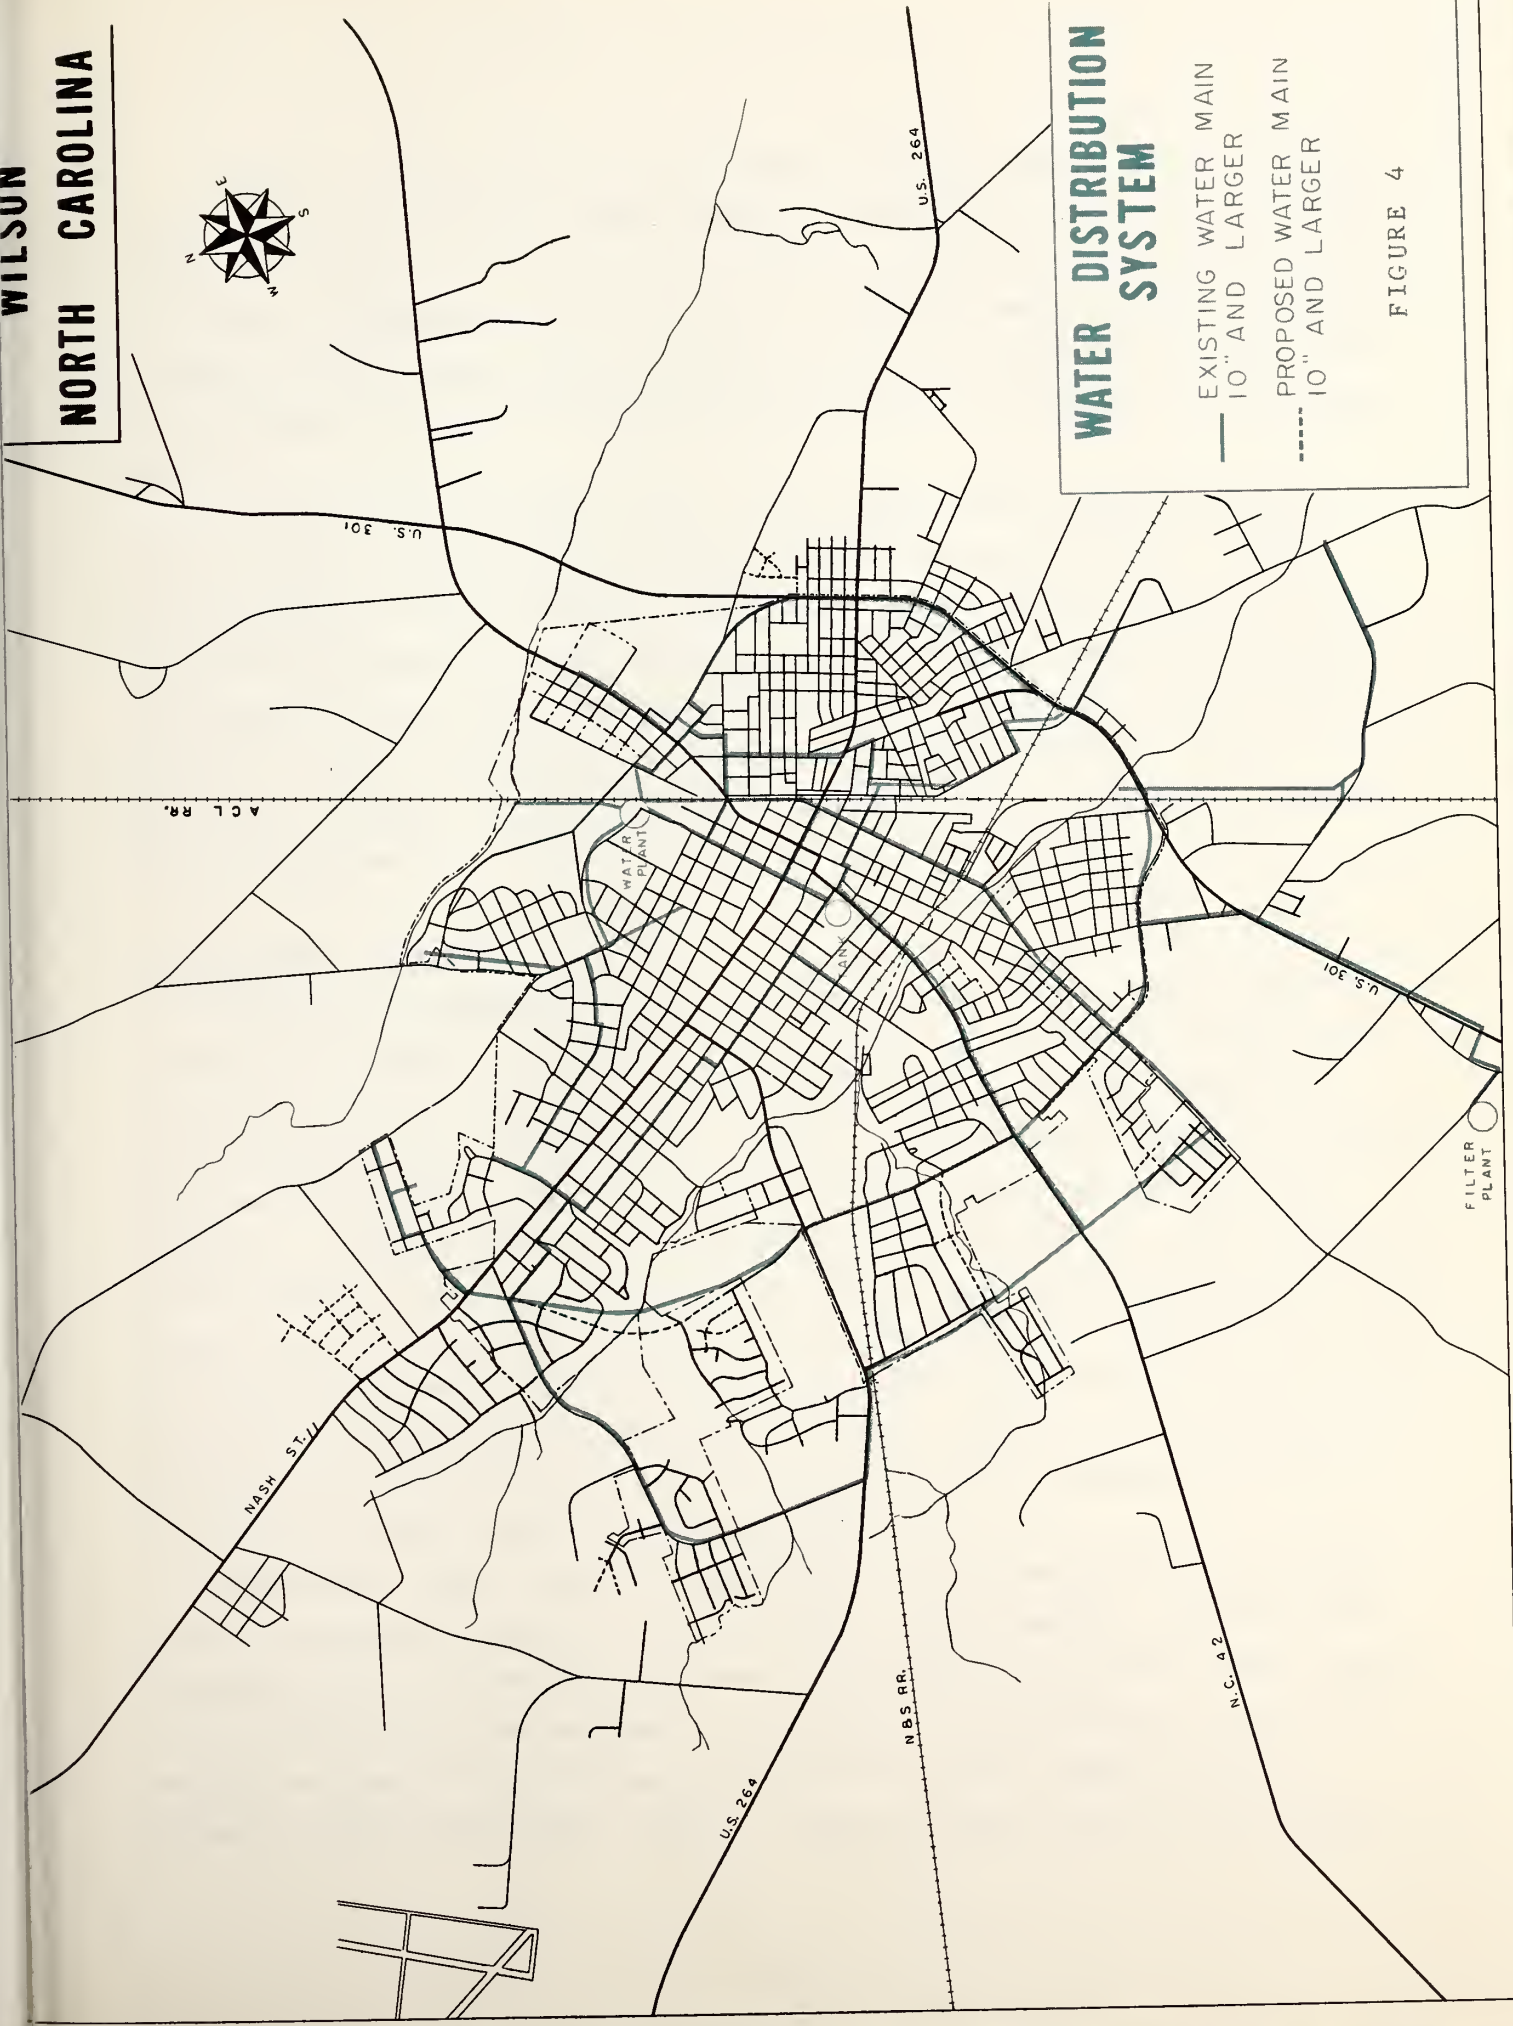 WILSON
NORTH CAROLINA
N
E
S
W
U.S. 301
U.S. 264
A C L RR.
WATER
PLANT
TANK
NASH ST.
U.S. 301
FILTER
PLANT
U.S. 264
N & S RR.
N.C. 42
WATER DISTRIBUTION
SYSTEM
EXISTING WATER MAIN
10" AND LARGER
PROPOSED WATER MAIN
10" AND LARGER
FIGURE 4